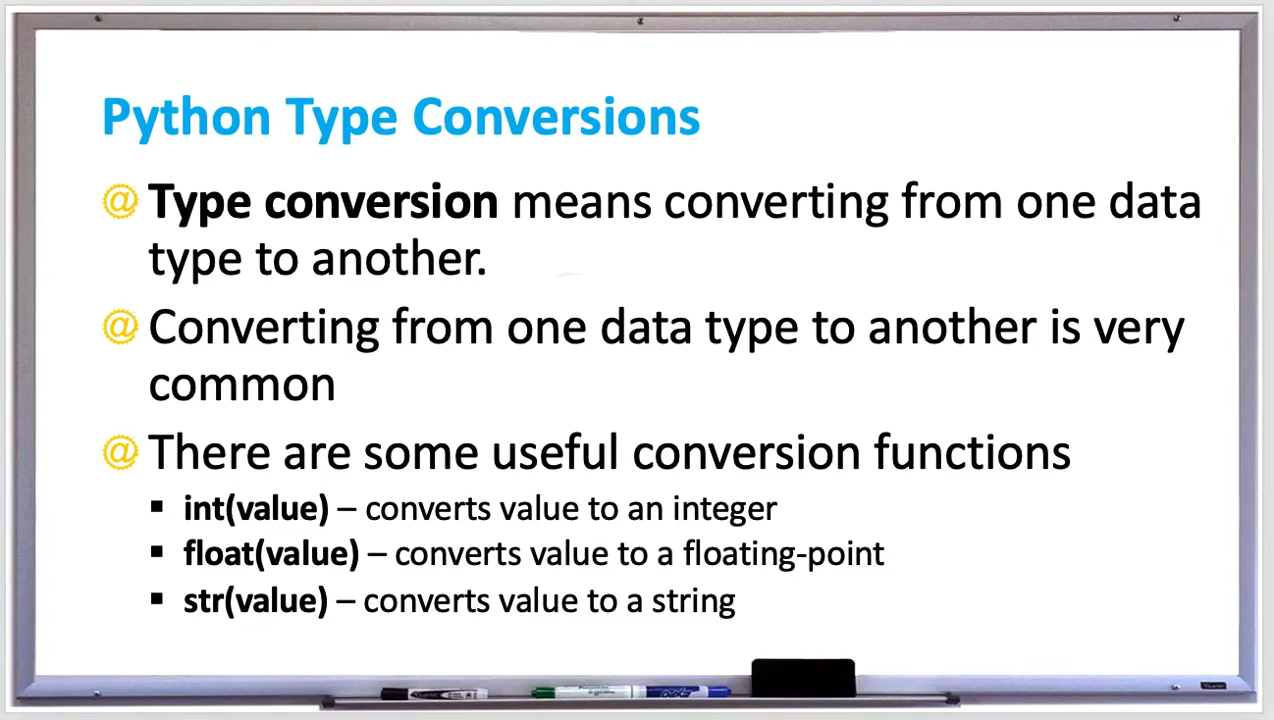 Python Type Conversions
@ Type conversion means converting from one data
type to another.
@ Converting from one data type to another is very
common
@ There are some useful conversion functions
▪ int(value) – converts value to an integer
▪ float(value) – converts value to a floating-point
▪ str(value) – converts value to a string